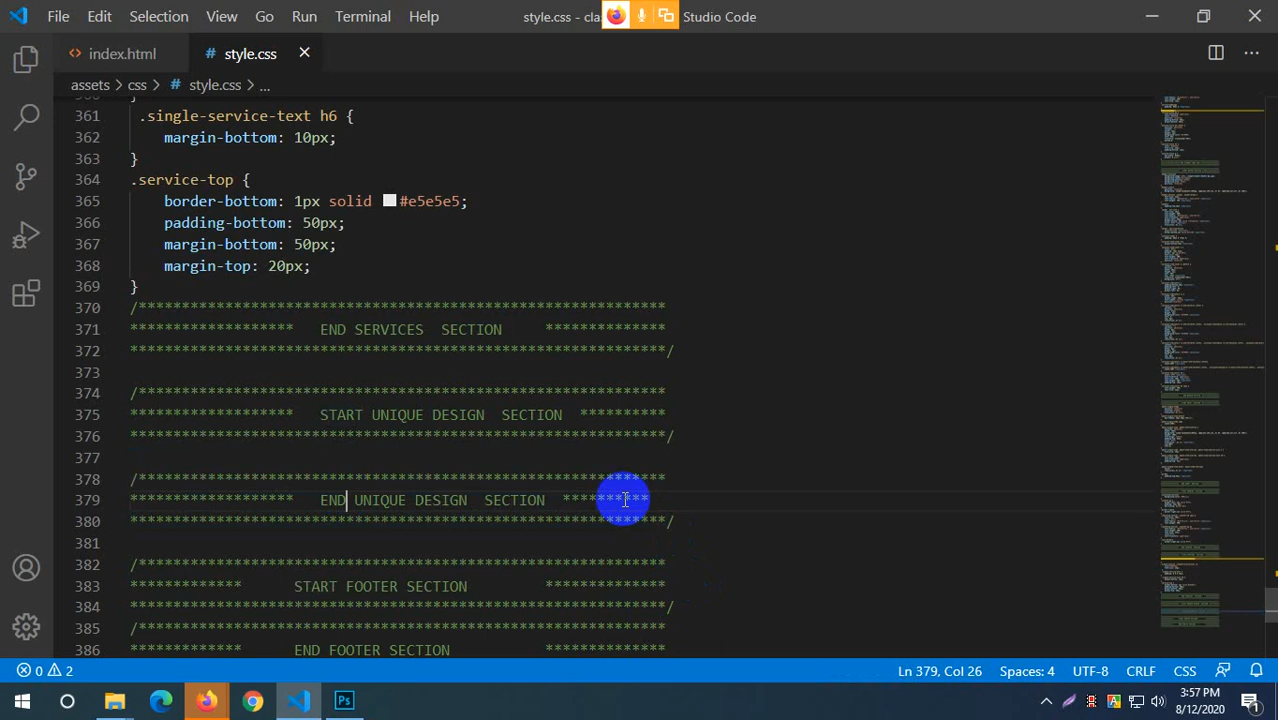 File Edit Selection View Go Run Terminal Help style.css - cla Studio Code
index.html # style.css
assets > css > # style.css > ...
361 .single-service-text h6 {
362 margin-bottom: 10px;
363 }
364 .service-top {
365 border-bottom: 1px solid #e5e5e5;
366 padding-bottom: 50px;
367 margin-bottom: 50px;
368 margin-top: 20px;
369 }
370 /*************************************************************
371 ******************* END SERVICES SECTION **************
372 **************************************************************/
373
374 /*************************************************************
375 ******************* START UNIQUE DESIGN SECTION **********
376 **************************************************************/
377
378 /*************************************************************
379 ******************* END UNIQUE DESIGN SECTION **********
380 **************************************************************/
381
382 /*************************************************************
383 ************* START FOOTER SECTION **************
384 **************************************************************/
385 /*************************************************************
386 ************* END FOOTER SECTION **************
0 2 Ln 379, Col 26 Spaces: 4 UTF-8 CRLF CSS
Ps 3:57 PM
8/12/2020 1